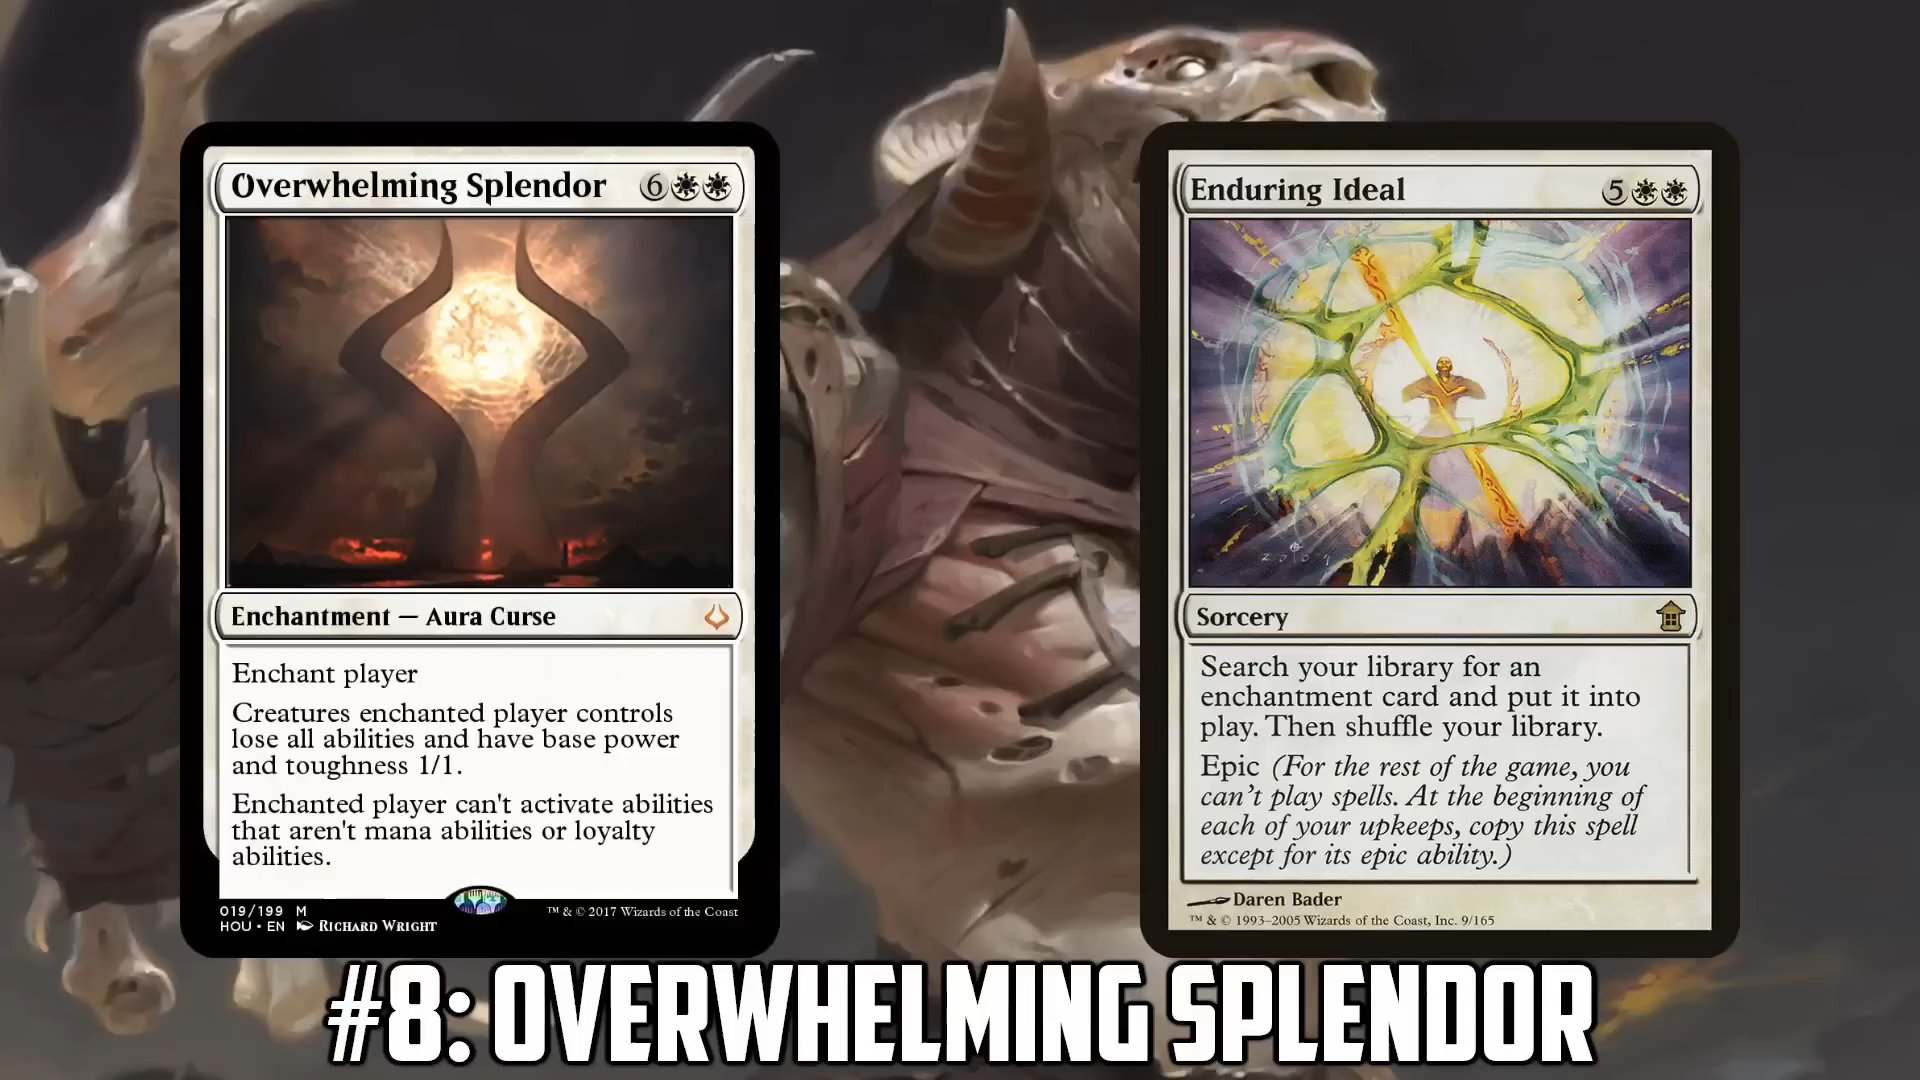 Overwhelming Splendor 6
Enchantment — Aura Curse
Enchant player
Creatures enchanted player controls
lose all abilities and have base power
and toughness 1/1.
Enchanted player can't activate abilities
that aren't mana abilities or loyalty
abilities.
019/199 M
HOU • EN RICHARD WRIGHT
™ & © 2017 Wizards of the Coast
Enduring Ideal 5
Sorcery
Search your library for an
enchantment card and put it into
play. Then shuffle your library.
Epic (For the rest of the game, you
can't play spells. At the beginning of
each of your upkeeps, copy this spell
except for its epic ability.)
Daren Bader
™ & © 1993–2005 Wizards of the Coast, Inc. 9/165
#8: OVERWHELMING SPLENDOR